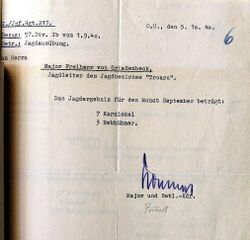 I./Inf.Rgt.217.
O.U., den 5.10.40.
6
Bezug: 57.Div. Ib vom 1.9.40.
Betr.: Jagdausübung.
An Herrn
Major Freiherr von
Jagdleiter des Jagdbezirkes "Troarn".
Das Jagdergebnis für den Monat September beträgt:
7 Karnickel
3 Rebhühner.
Major und Batl.-Kdr.